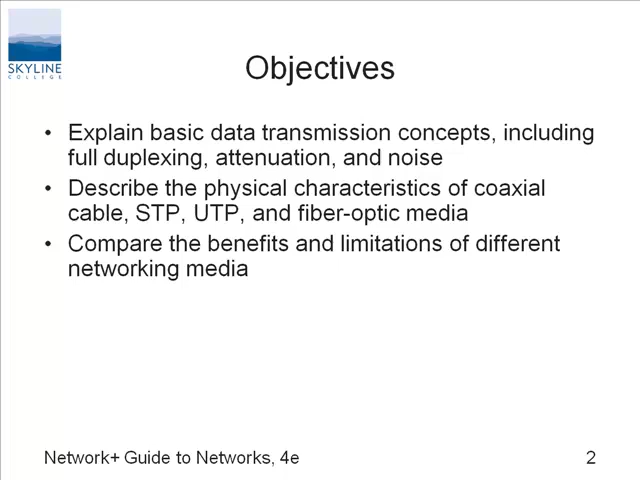 SKYLINE
COLLEGE
Objectives
• Explain basic data transmission concepts, including
full duplexing, attenuation, and noise
• Describe the physical characteristics of coaxial
cable, STP, UTP, and fiber-optic media
• Compare the benefits and limitations of different
networking media
Network+ Guide to Networks, 4e
2